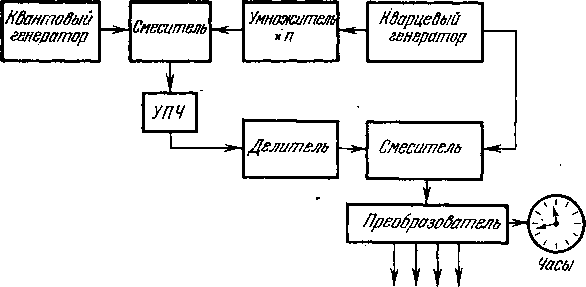 Квантовый
генератор
Смеситель
Умножитель
× п
Кварцевый
генератор
УПЧ
Делитель
Смеситель
Преобразователь
Часы